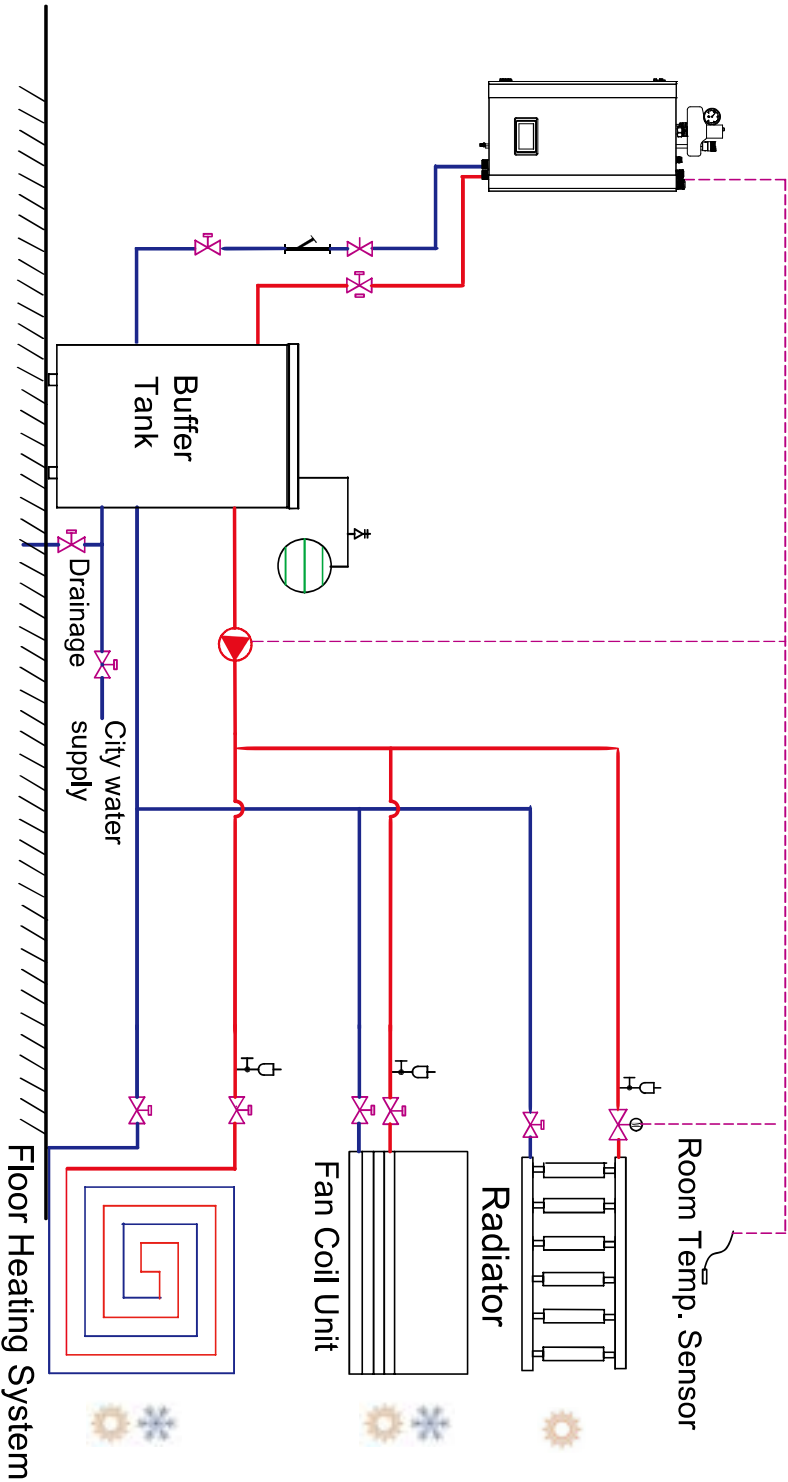 Buffer
Tank
Drainage
City water
supply
Room Temp. Sensor
Radiator
Fan Coil Unit
Floor Heating System